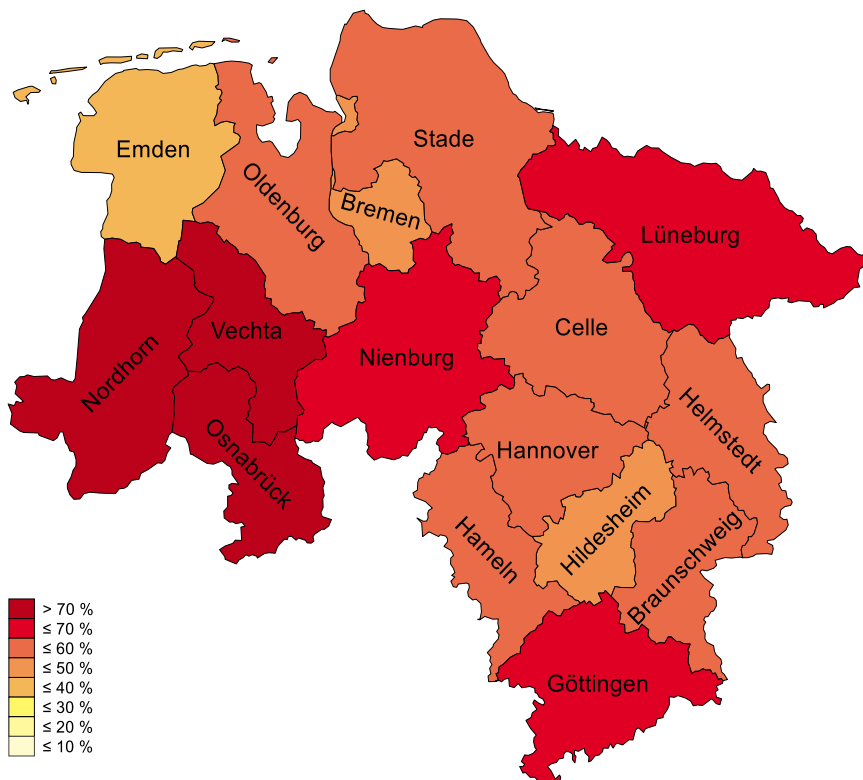 Emden
Stade
Oldenburg
Bremen
Lüneburg
Vechta
Celle
Nienburg
Nordhorn
Helmstedt
Osnabrück
Hannover
Hildesheim
Hameln
Braunschweig
Göttingen
> 70 %
≤ 70 %
≤ 60 %
≤ 50 %
≤ 40 %
≤ 30 %
≤ 20 %
≤ 10 %